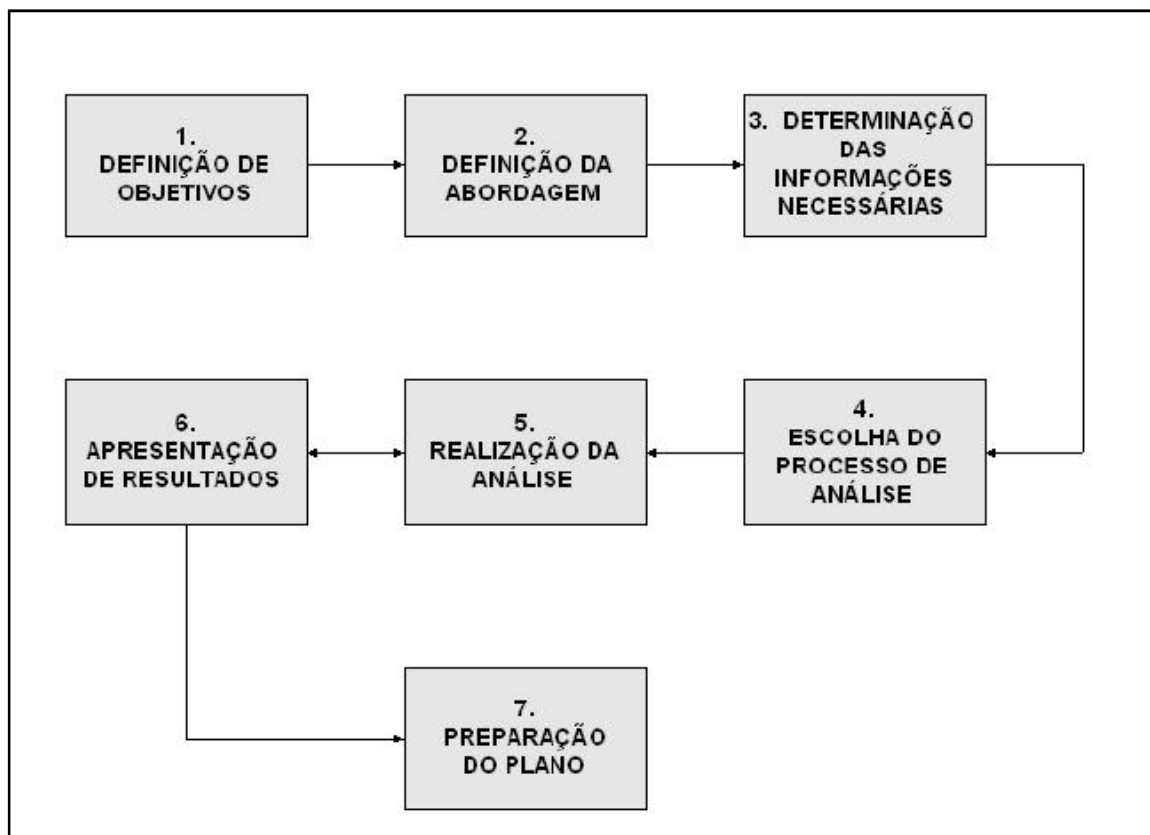 1.
DEFINIÇÃO DE
OBJETIVOS
2.
DEFINIÇÃO DA
ABORDAGEM
3. DETERMINAÇÃO
DAS
INFORMAÇÕES
NECESSÁRIAS
4.
ESCOLHA DO
PROCESSO DE
ANÁLISE
5.
REALIZAÇÃO DA
ANÁLISE
6.
APRESENTAÇÃO
DE RESULTADOS
7.
PREPARAÇÃO
DO PLANO